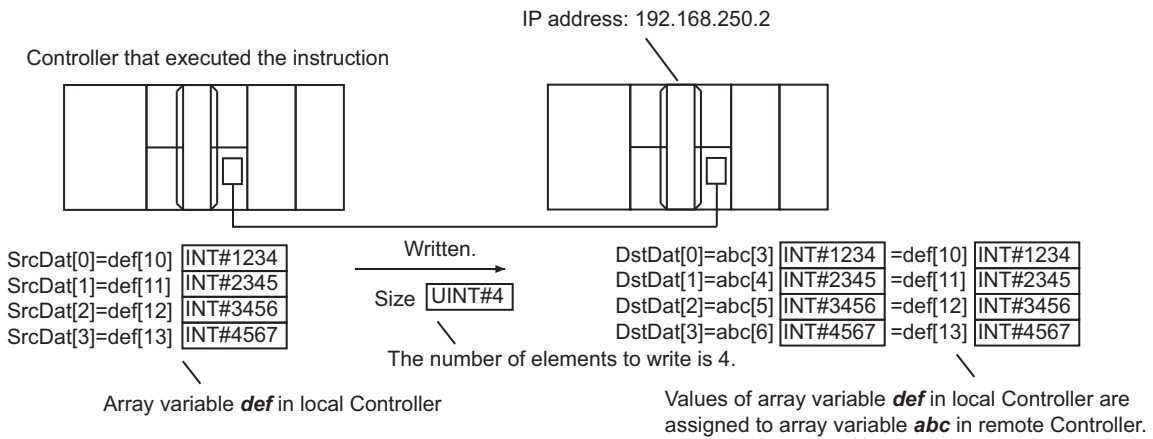 IP address: 192.168.250.2
Controller that executed the instruction
SrcDat[0]=def[10] INT#1234
SrcDat[1]=def[11] INT#2345
SrcDat[2]=def[12] INT#3456
SrcDat[3]=def[13] INT#4567
Written.
Size UINT#4
The number of elements to write is 4.
Array variable def in local Controller
DstDat[0]=abc[3] INT#1234 =def[10] INT#1234
DstDat[1]=abc[4] INT#2345 =def[11] INT#2345
DstDat[2]=abc[5] INT#3456 =def[12] INT#3456
DstDat[3]=abc[6] INT#4567 =def[13] INT#4567
Values of array variable def in local Controller are
assigned to array variable abc in remote Controller.